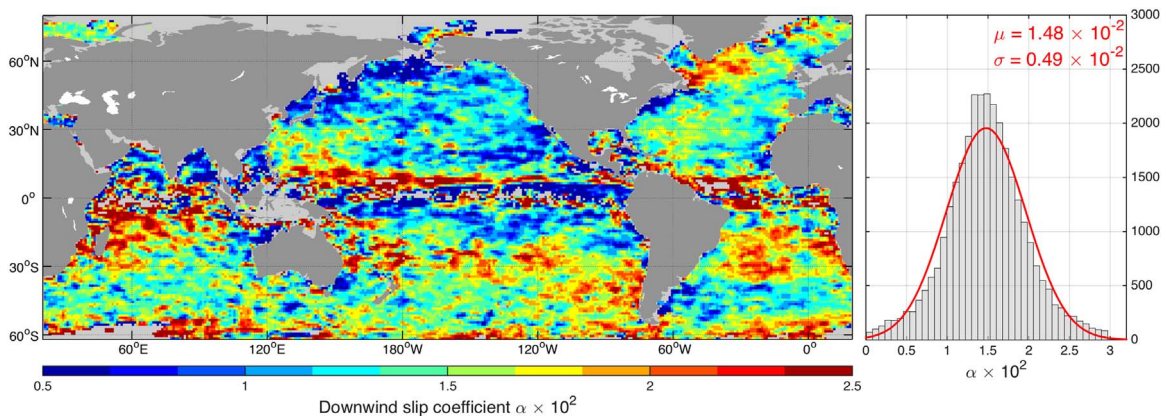 60°N
30°N
0°
30°S
60°S
60°E
120°E
180°W
120°W
60°W
0°
0.5
1
1.5
2
2.5
Downwind slip coefficient α × 10²
μ = 1.48 × 10⁻²
σ = 0.49 × 10⁻²
3000
2500
2000
1500
1000
500
0
0
0.5
1
1.5
2
2.5
3
α × 10²